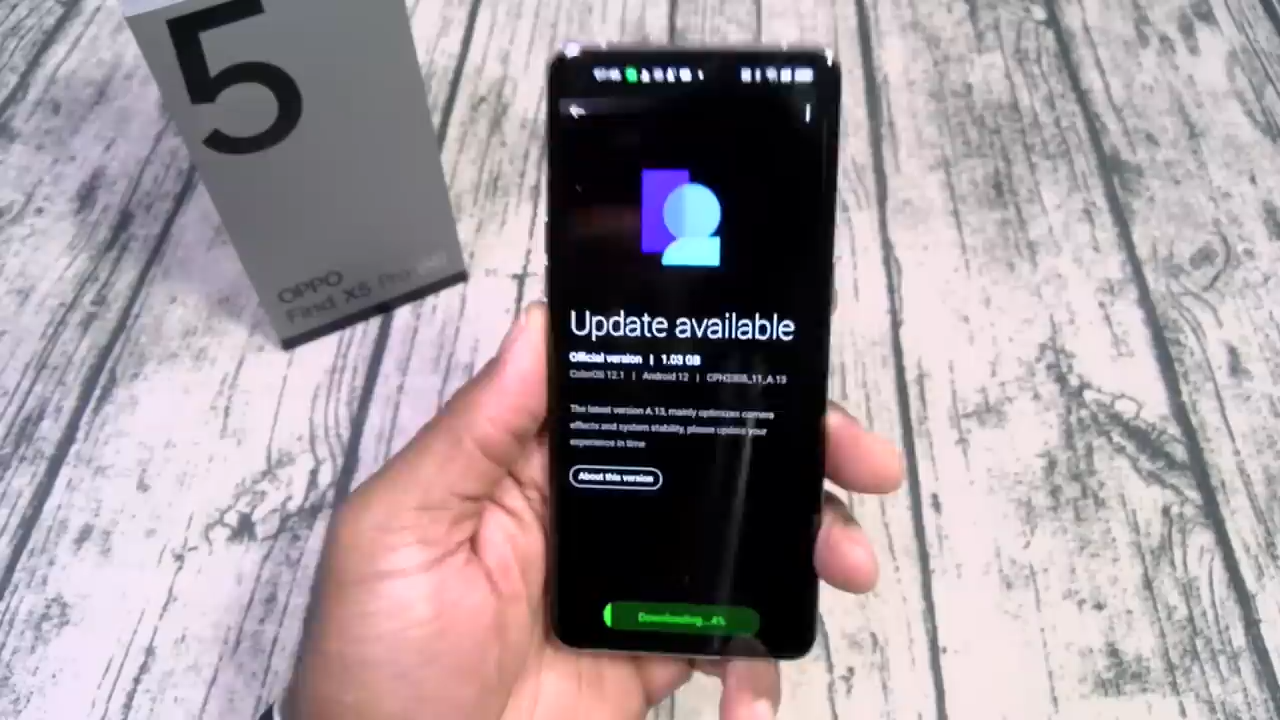 5
OPPO
Find X5 Pro
Update available
Official version | 1.03 GB
ColorOS 12.1 | Android 12 |
The latest version A.13, mainly optimizes camera
effects and system stability, please update your
experience in time
About this version
Downloading...4%